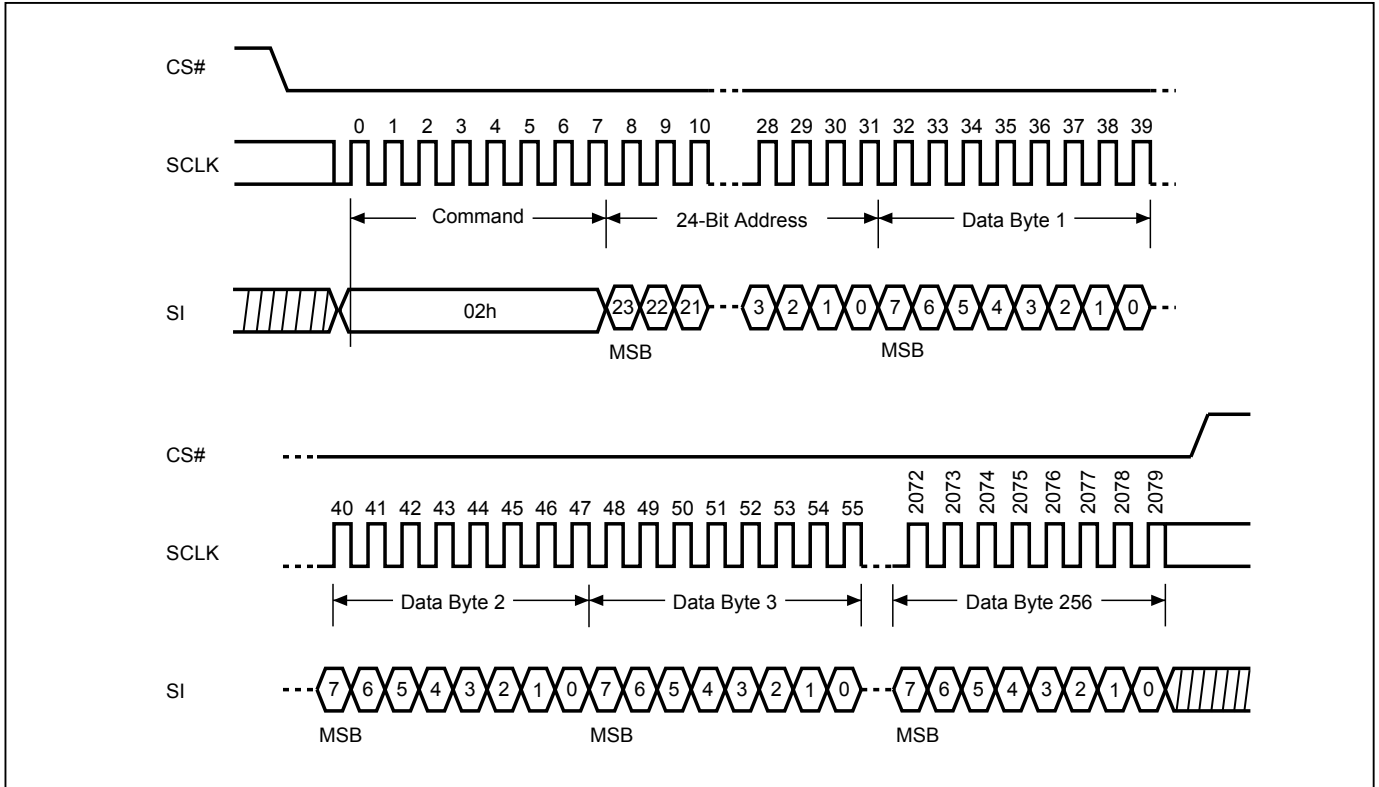 CS#
0 1 2 3 4 5 6 7 8 9 10 28 29 30 31 32 33 34 35 36 37 38 39
SCLK
Command 24-Bit Address Data Byte 1
SI 02h 23 22 21 3 2 1 0 7 6 5 4 3 2 1 0
MSB MSB
CS#
2072 2073 2074 2075 2076 2077 2078 2079
40 41 42 43 44 45 46 47 48 49 50 51 52 53 54 55
SCLK
Data Byte 2 Data Byte 3 Data Byte 256
SI 7 6 5 4 3 2 1 0 7 6 5 4 3 2 1 0 7 6 5 4 3 2 1 0
MSB MSB MSB